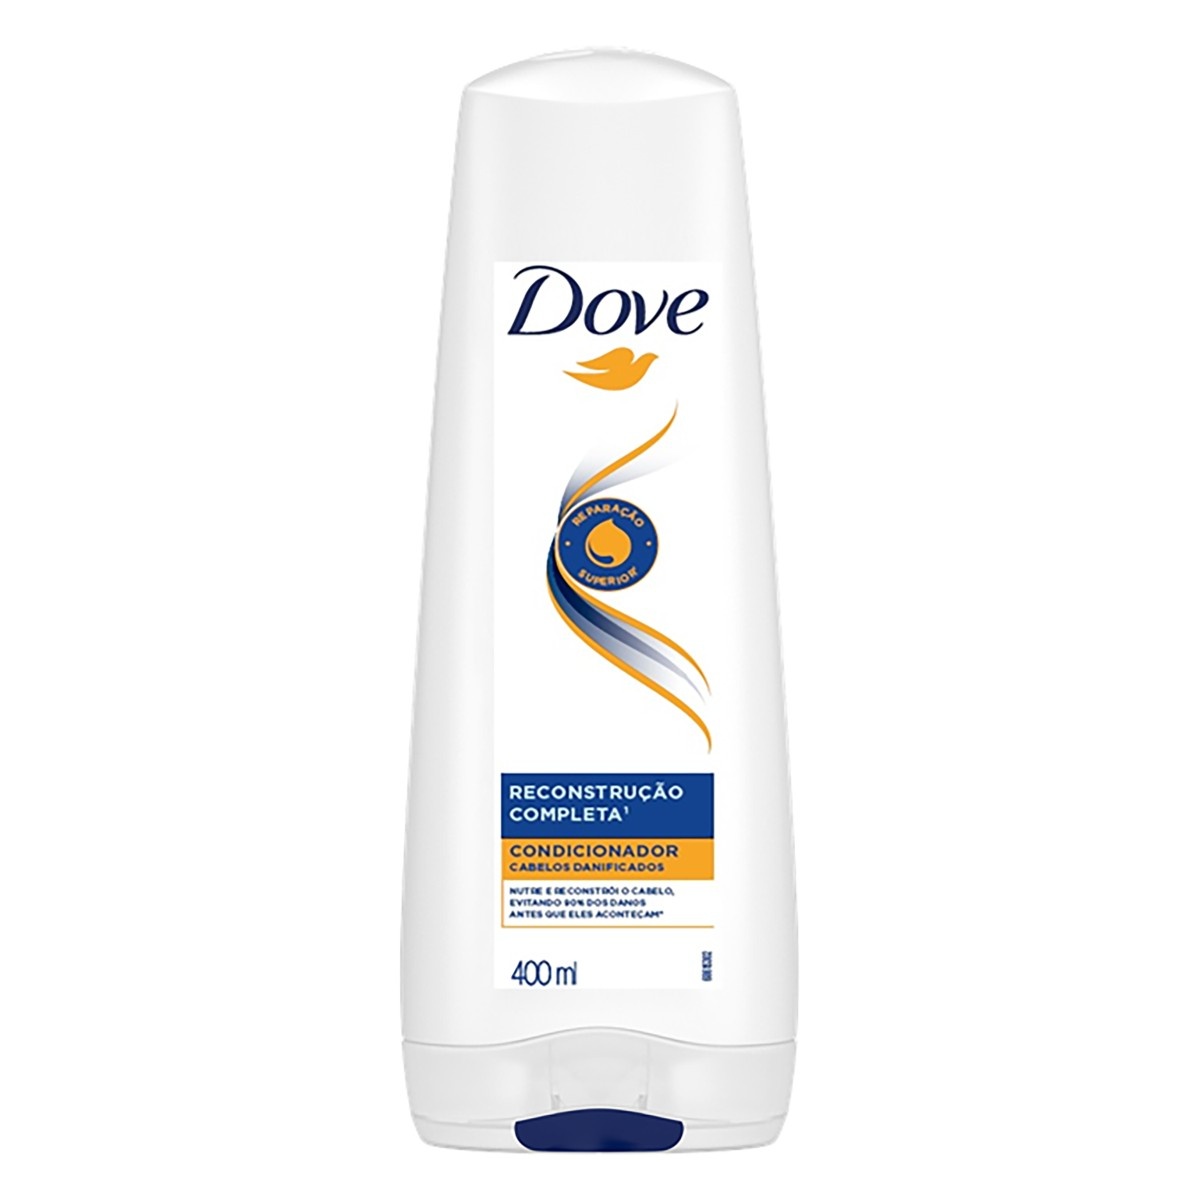 Dove
REPARAÇÃO
SUPERIOR¹
RECONSTRUÇÃO
COMPLETA¹
CONDICIONADOR
CABELOS DANIFICADOS
NUTRE E RECONSTRÓI O CABELO,
EVITANDO 90% DOS DANOS
ANTES QUE ELES ACONTEÇAM*
400 ml